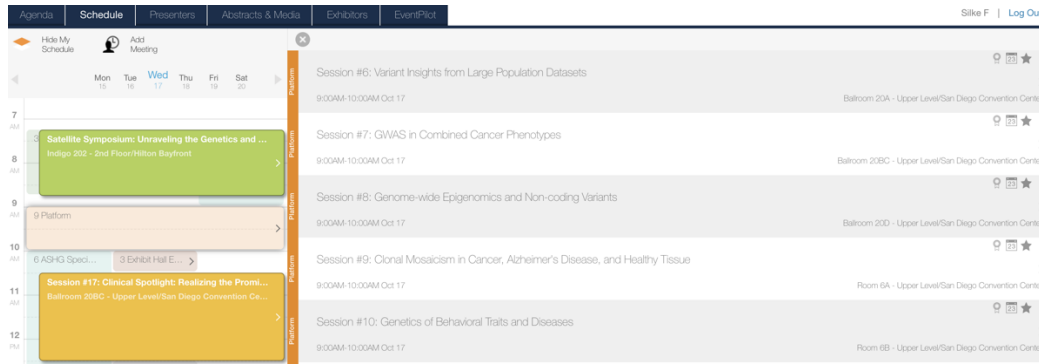 Agenda
Schedule
Presenters
Abstracts & Media
Exhibitors
EventPilot
Silke F | Log Ou
Hide My
Schedule
Add
Meeting
Mon Tue Wed Thu Fri Sat
15 16 17 18 19 20
7
AM
3
Satellite Symposium: Unraveling the Genetics and ...
Indigo 202 - 2nd Floor/Hilton Bayfront
8
AM
9
AM
9 Platform
10
AM
6 ASHG Speci...
3 Exhibit Hall E...
Session #17: Clinical Spotlight: Realizing the Promi...
Ballroom 20BC - Upper Level/San Diego Convention Ce...
11
AM
12
PM
Platform
Session #6: Variant Insights from Large Population Datasets
23
9:00AM-10:00AM Oct 17
Ballroom 20A - Upper Level/San Diego Convention Cente
Platform
Session #7: GWAS in Combined Cancer Phenotypes
23
9:00AM-10:00AM Oct 17
Ballroom 20BC - Upper Level/San Diego Convention Cente
Platform
Session #8: Genome-wide Epigenomics and Non-coding Variants
23
9:00AM-10:00AM Oct 17
Ballroom 20D - Upper Level/San Diego Convention Cente
Platform
Session #9: Clonal Mosaicism in Cancer, Alzheimer's Disease, and Healthy Tissue
23
9:00AM-10:00AM Oct 17
Room 6A - Upper Level/San Diego Convention Cente
Platform
Session #10: Genetics of Behavioral Traits and Diseases
23
9:00AM-10:00AM Oct 17
Room 6B - Upper Level/San Diego Convention Cente